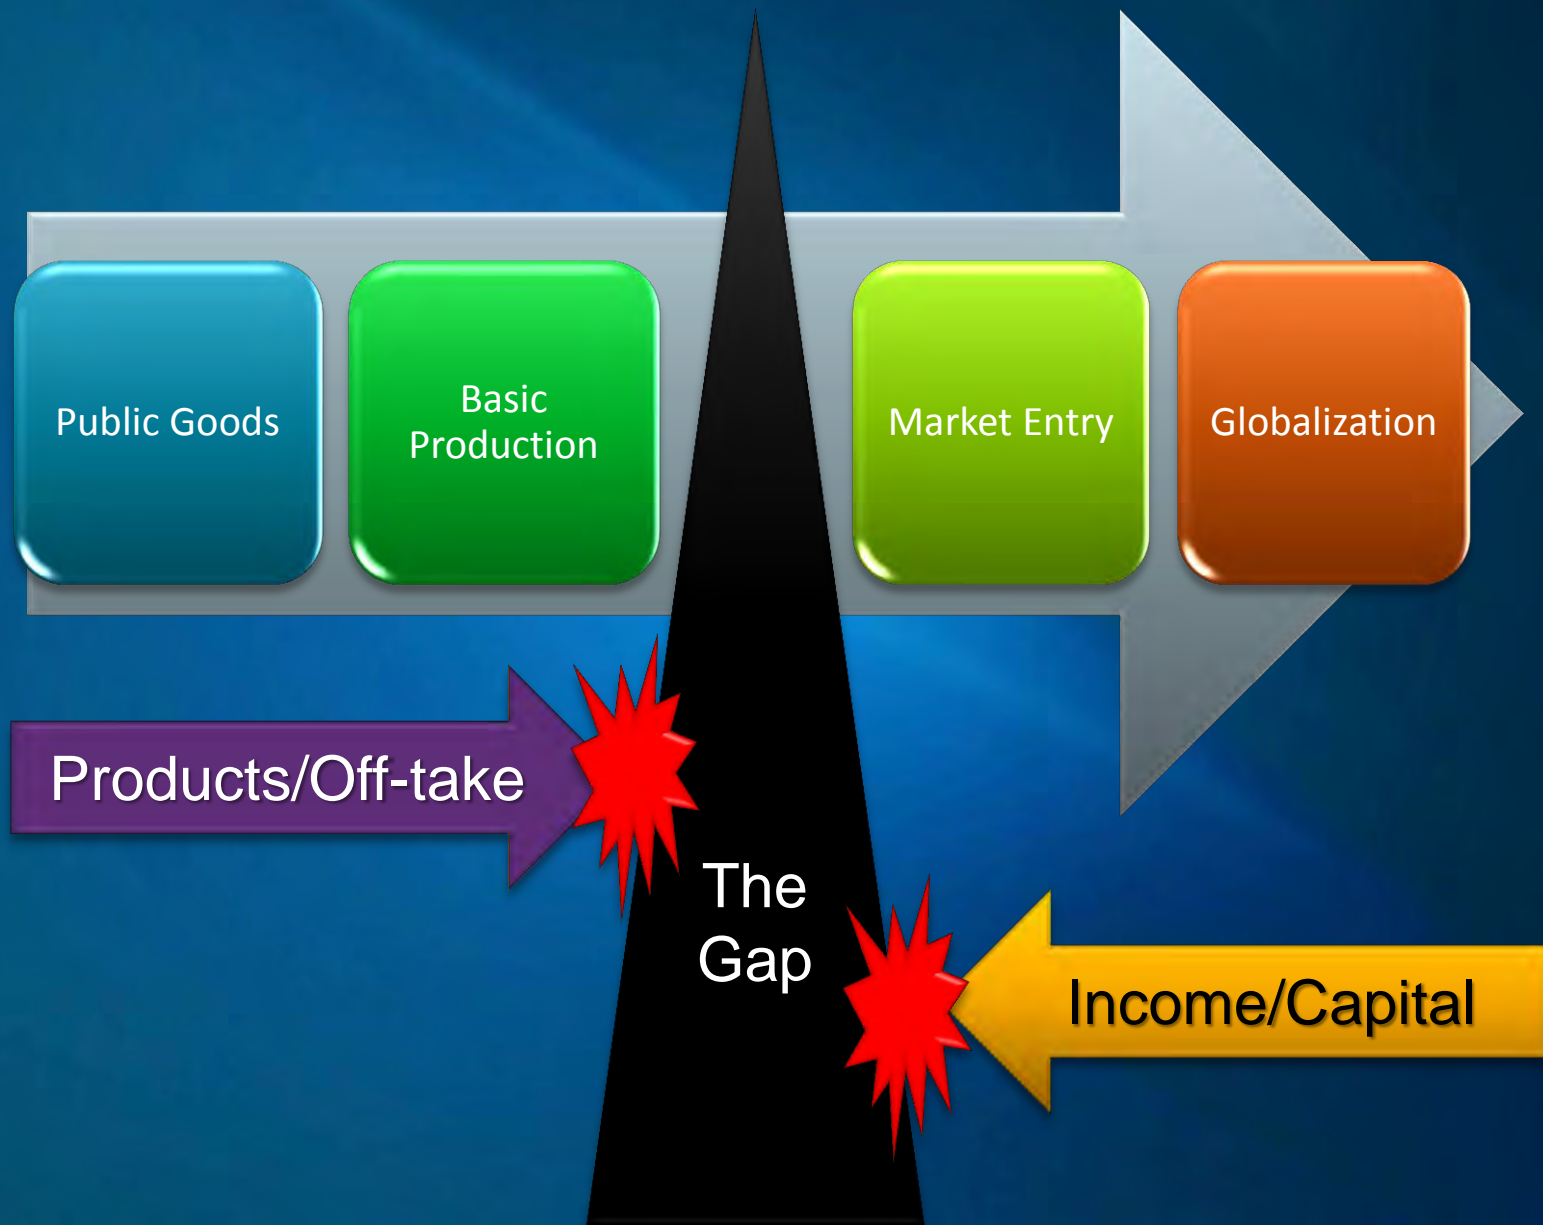 Public Goods
Basic
Production
Market Entry
Globalization
Products/Off-take
The
Gap
Income/Capital